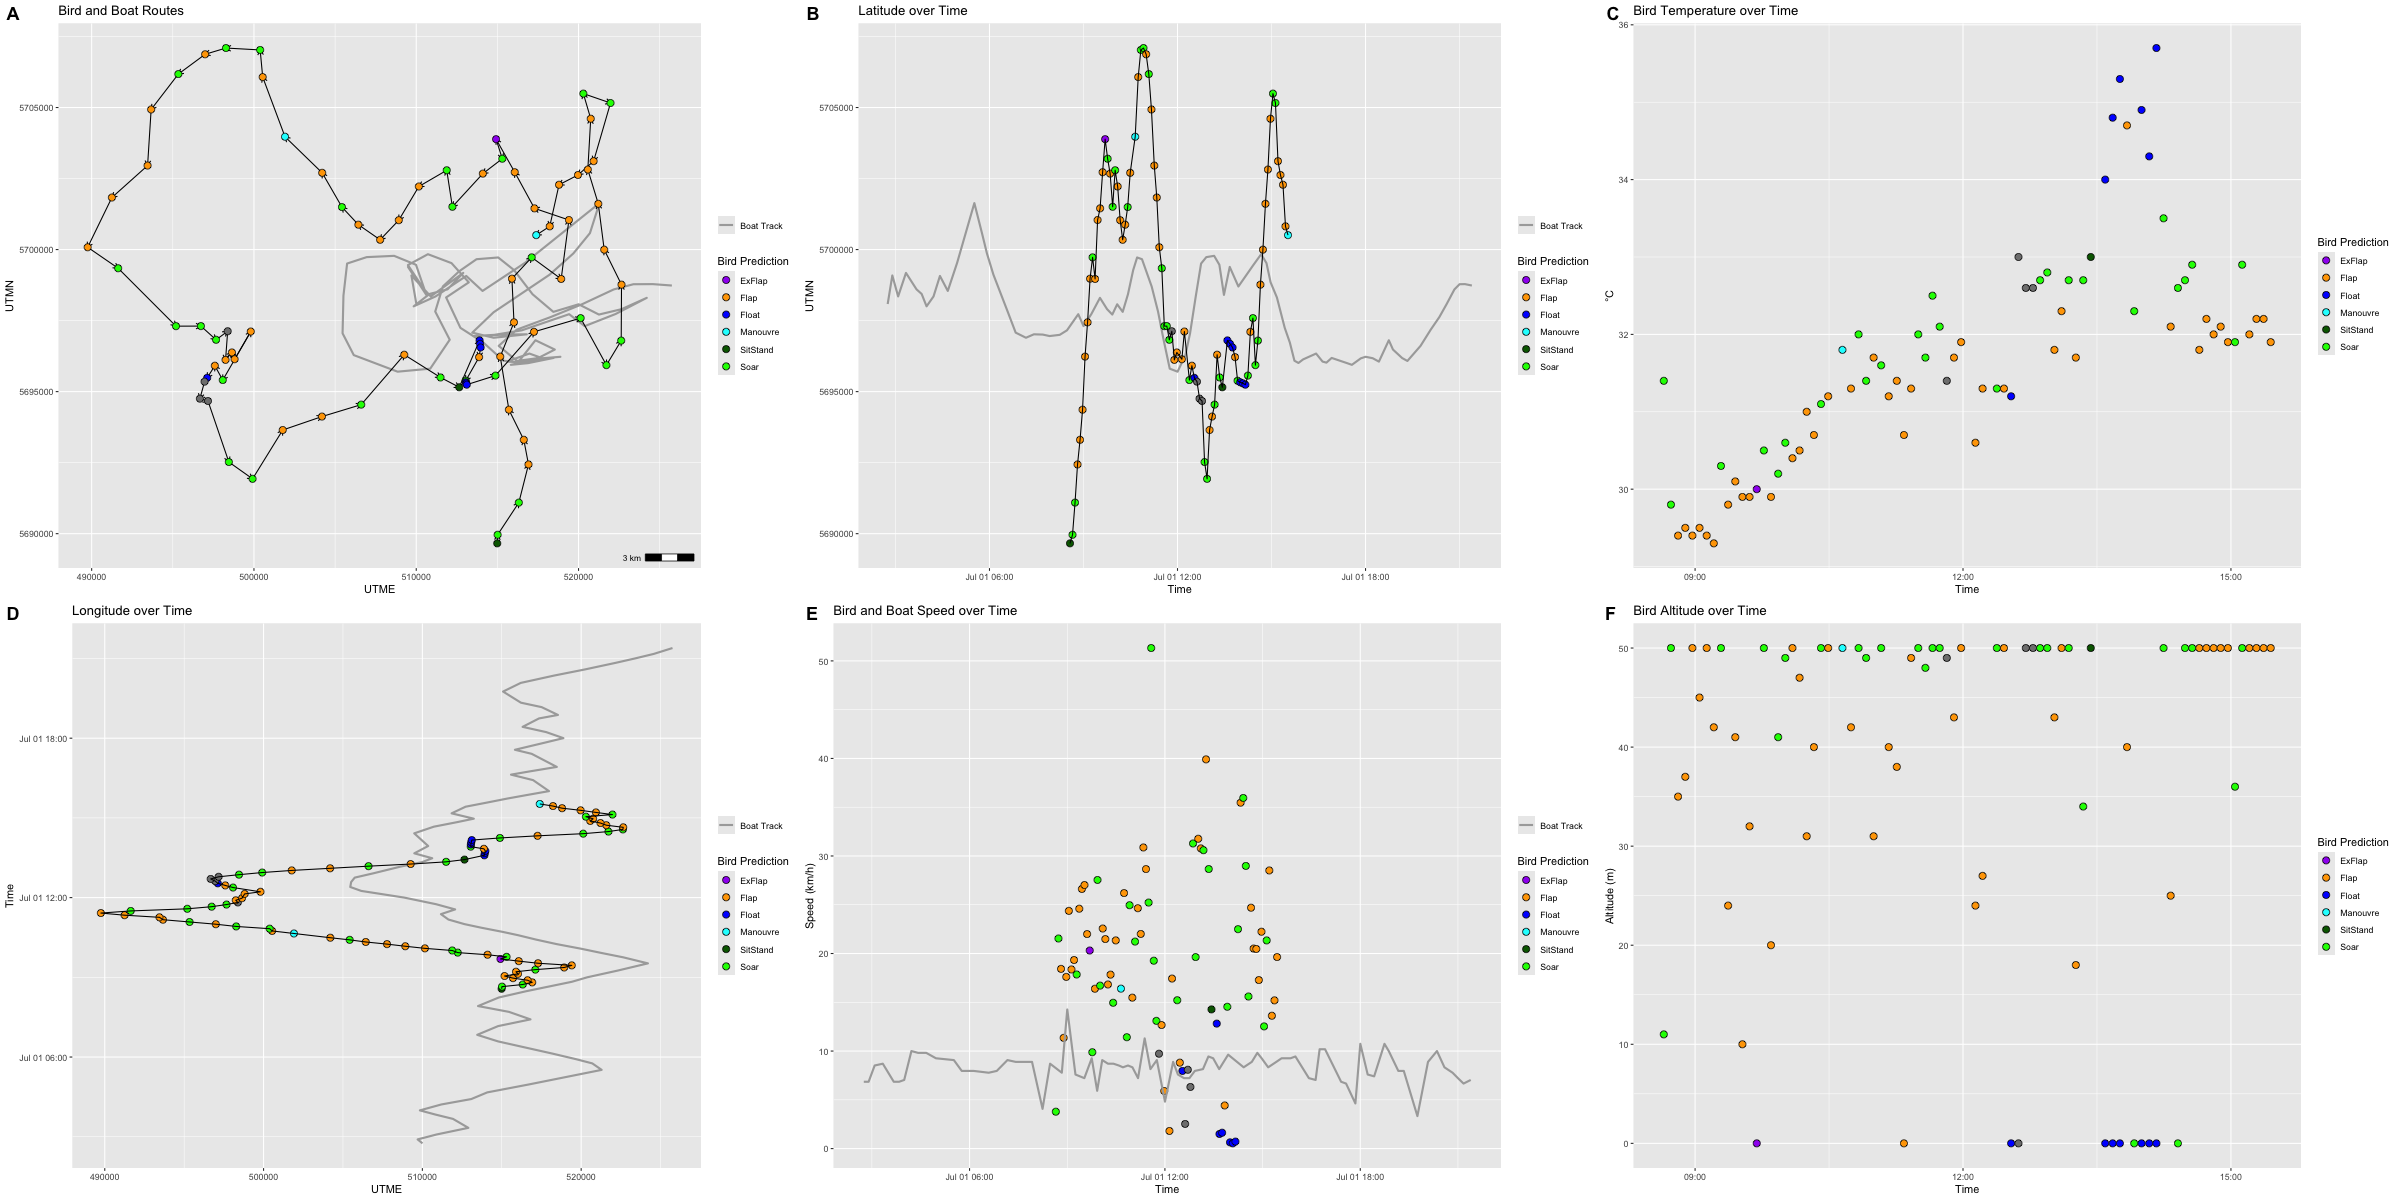 A
Bird and Boat Routes
5705000
5700000
5695000
5690000
UTMN
490000
500000
510000
520000
UTME
3 km
Boat Track
Bird Prediction
ExFlap
Flap
Float
Manouvre
SitStand
Soar
B
Latitude over Time
5705000
5700000
5695000
5690000
UTMN
Jul 01 06:00
Jul 01 12:00
Jul 01 18:00
Time
Boat Track
Bird Prediction
ExFlap
Flap
Float
Manouvre
SitStand
Soar
C
Bird Temperature over Time
36
34
32
30
°C
09:00
12:00
15:00
Time
Bird Prediction
ExFlap
Flap
Float
Manouvre
SitStand
Soar
D
Longitude over Time
Jul 01 18:00
Jul 01 12:00
Jul 01 06:00
Time
490000
500000
510000
520000
UTME
Boat Track
Bird Prediction
ExFlap
Flap
Float
Manouvre
SitStand
Soar
E
Bird and Boat Speed over Time
50
40
30
20
10
0
Speed (km/h)
Jul 01 06:00
Jul 01 12:00
Jul 01 18:00
Time
Boat Track
Bird Prediction
ExFlap
Flap
Float
Manouvre
SitStand
Soar
F
Bird Altitude over Time
50
40
30
20
10
0
Altitude (m)
09:00
12:00
15:00
Time
Bird Prediction
ExFlap
Flap
Float
Manouvre
SitStand
Soar